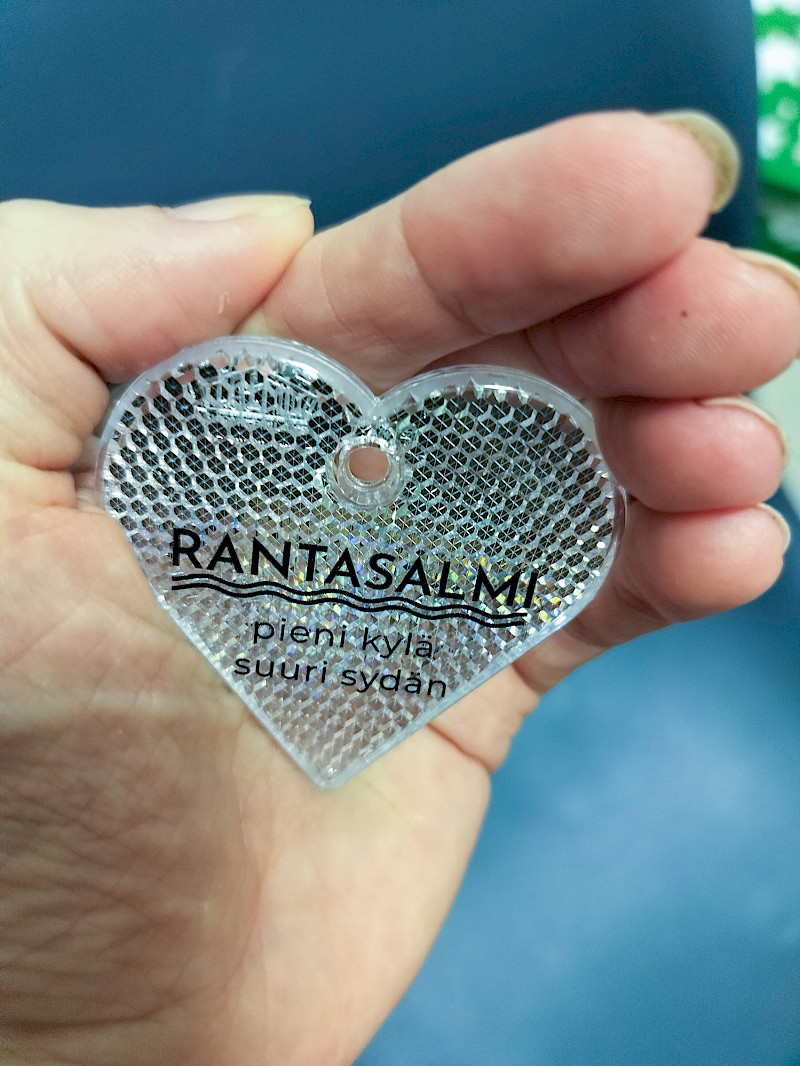 RANTASALMI
pieni kylä
suuri sydän